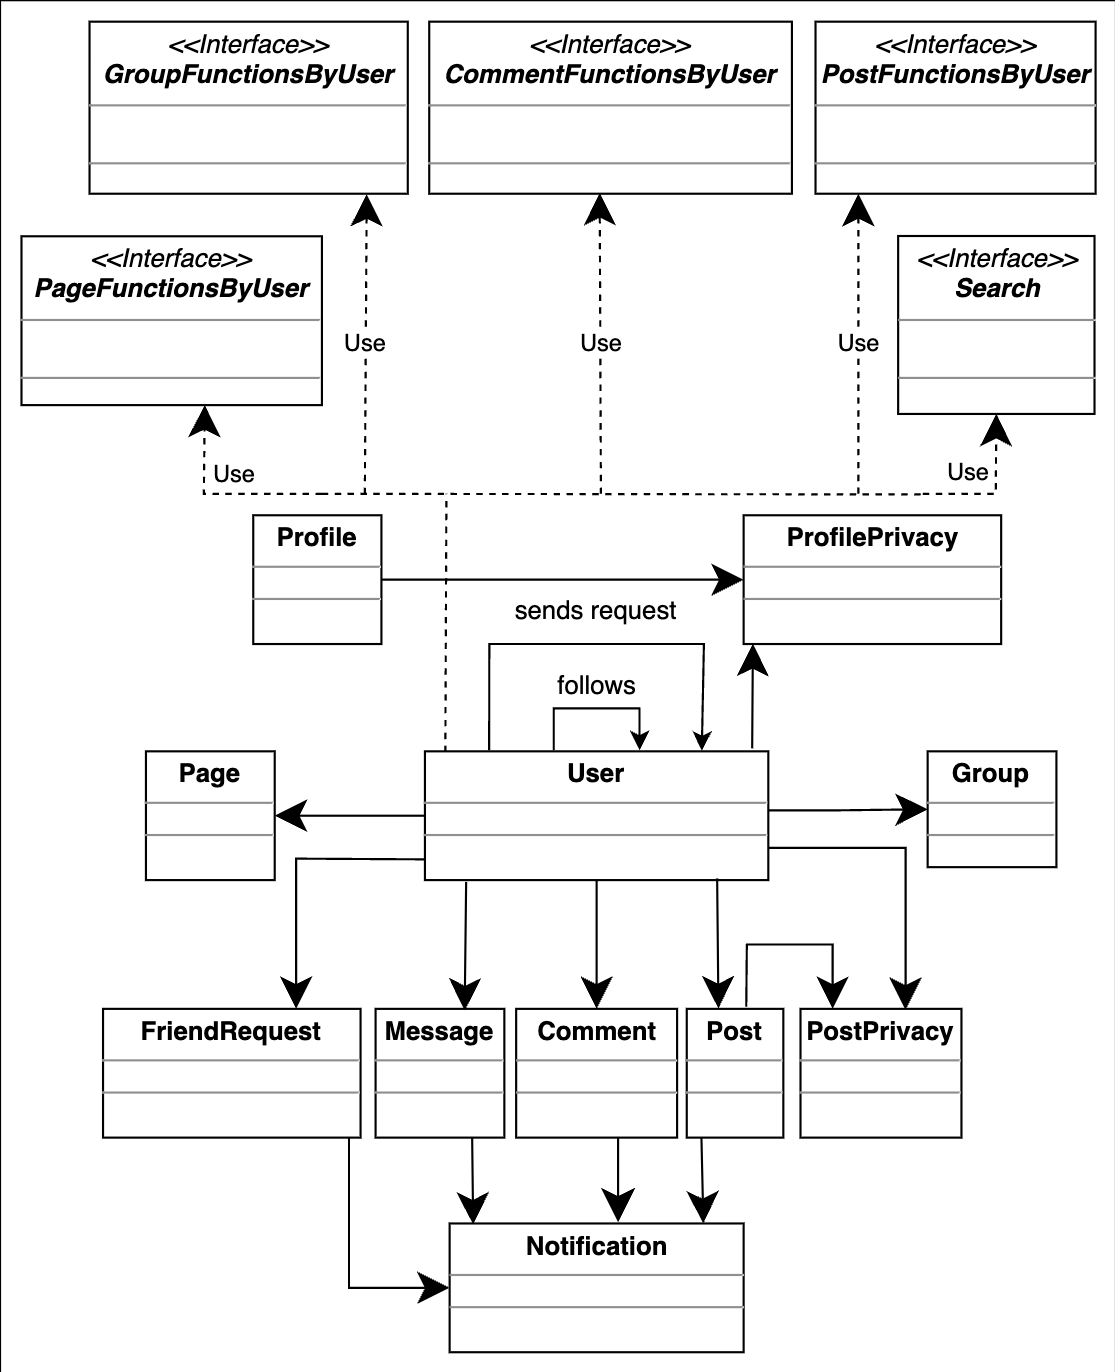 <<Interface>>
GroupFunctionsByUser
<<Interface>>
CommentFunctionsByUser
<<Interface>>
PostFunctionsByUser
<<Interface>>
PageFunctionsByUser
<<Interface>>
Search
Use
Use
Use
Use
Use
Profile
ProfilePrivacy
sends request
follows
Page
User
Group
FriendRequest
Message
Comment
Post
PostPrivacy
Notification